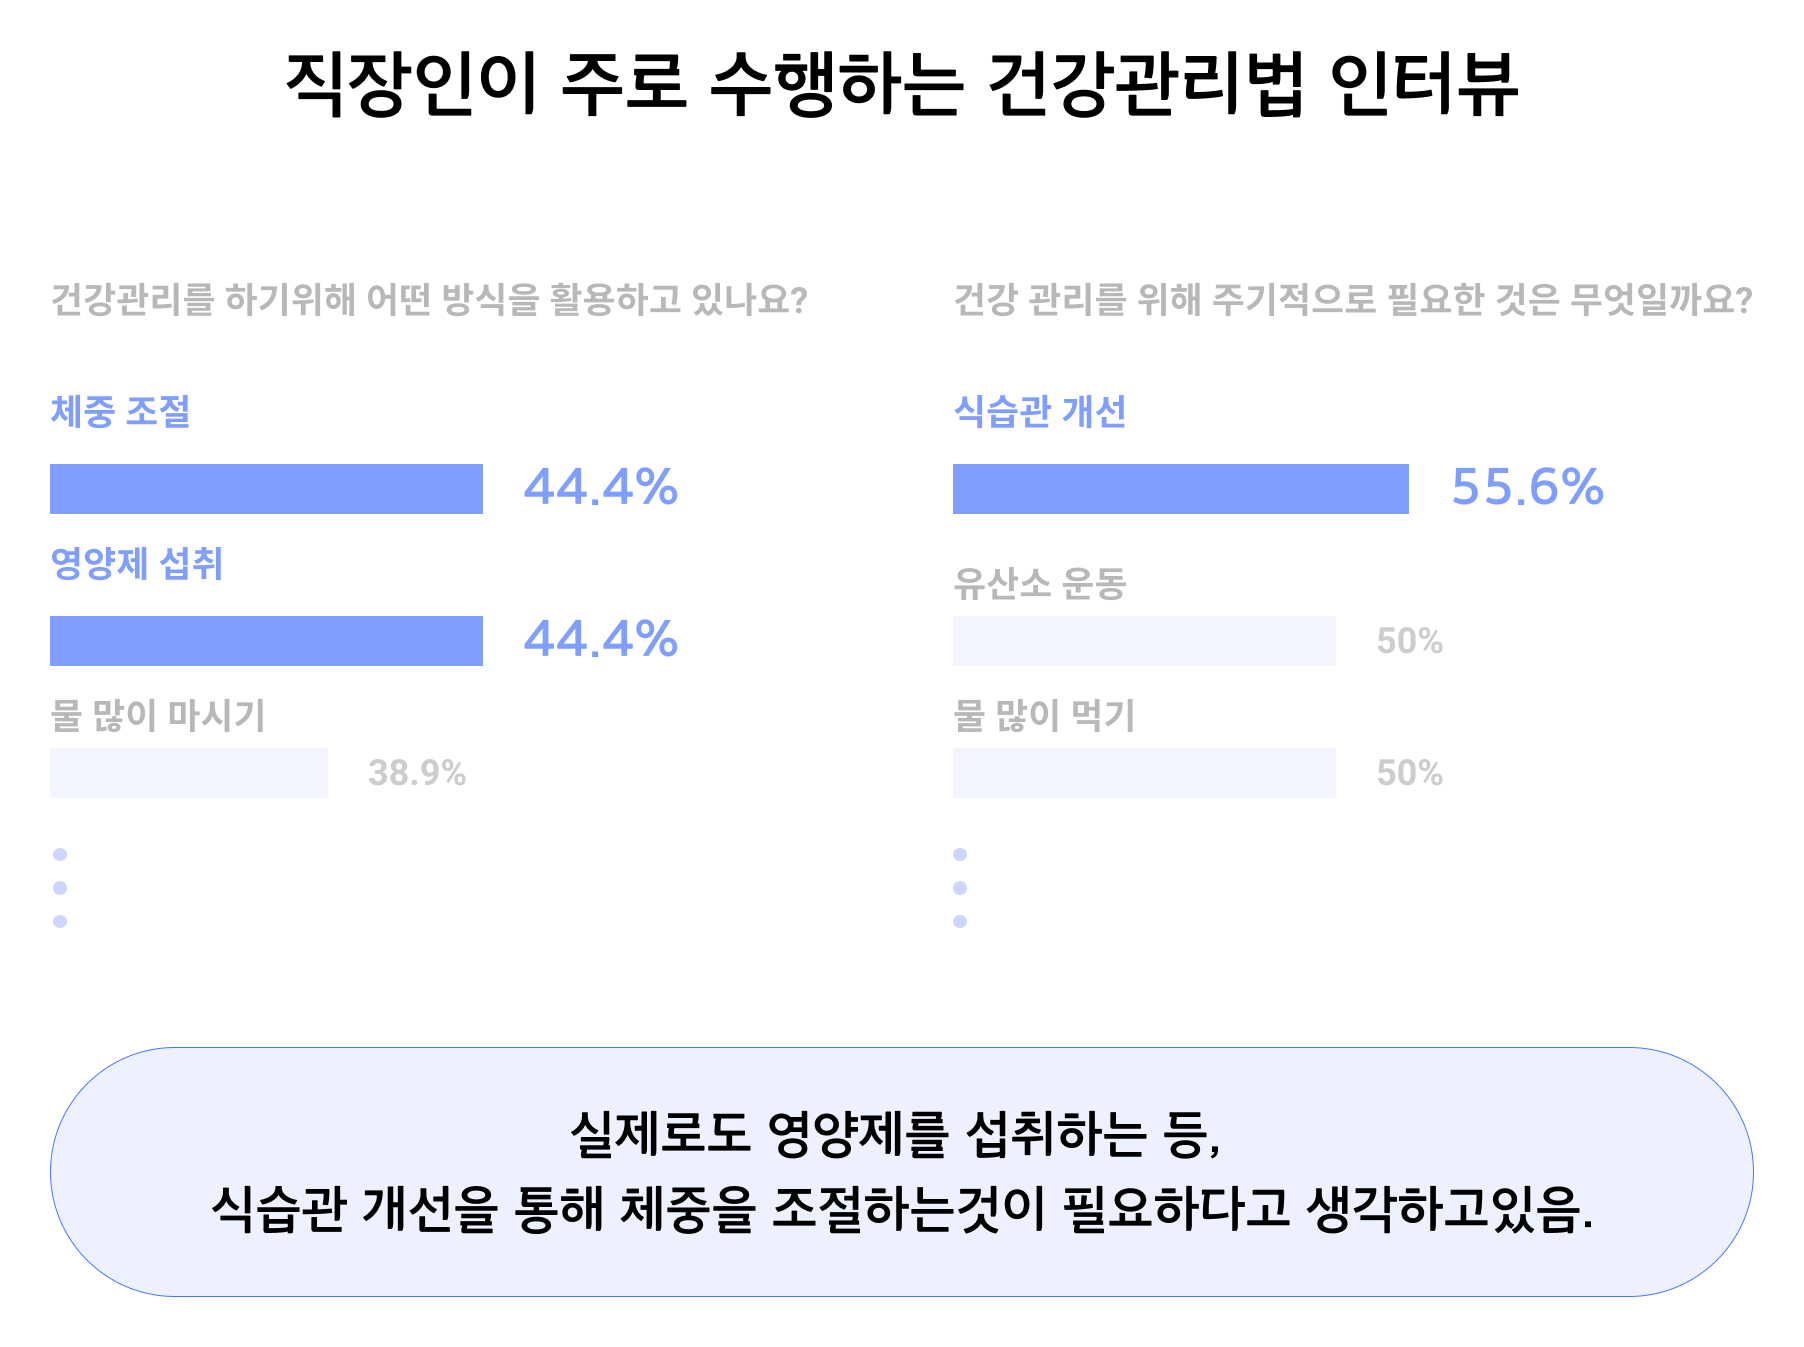 직장인이 주로 수행하는 건강관리법 인터뷰
건강관리를 하기위해 어떤 방식을 활용하고 있나요?
체중 조절
44.4%
영양제 섭취
44.4%
물 많이 마시기
38.9%
건강 관리를 위해 주기적으로 필요한 것은 무엇일까요?
식습관 개선
55.6%
유산소 운동
50%
물 많이 먹기
50%
실제로도 영양제를 섭취하는 등,
식습관 개선을 통해 체중을 조절하는것이 필요하다고 생각하고있음.